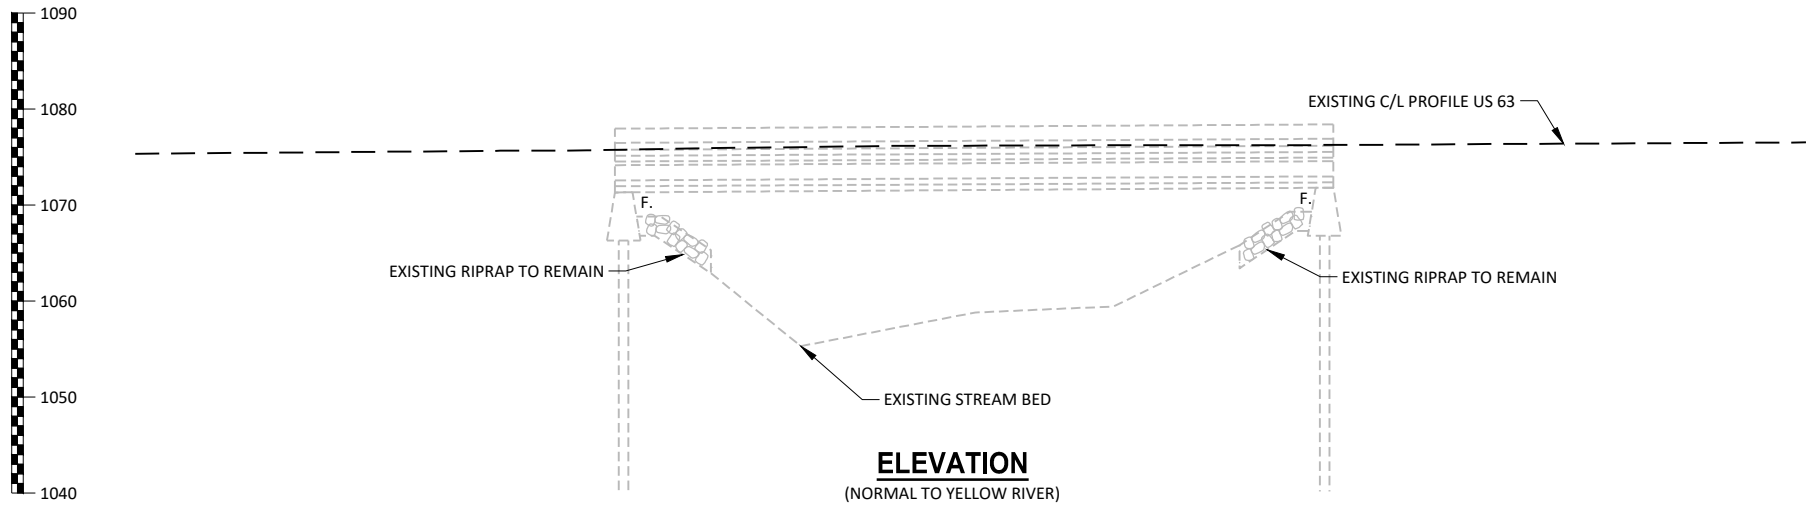 1090
1080
EXISTING C/L PROFILE US 63
1070
F.
F.
EXISTING RIPRAP TO REMAIN
EXISTING RIPRAP TO REMAIN
1060
1050
EXISTING STREAM BED
ELEVATION
1040
(NORMAL TO YELLOW RIVER)